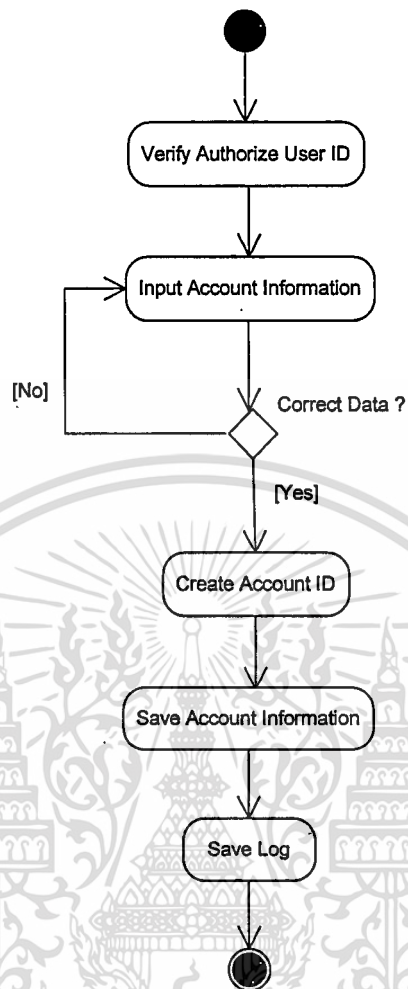 Verify Authorize User ID
Input Account Information
[No]
Correct Data ?
[Yes]
Create Account ID
Save Account Information
Save Log